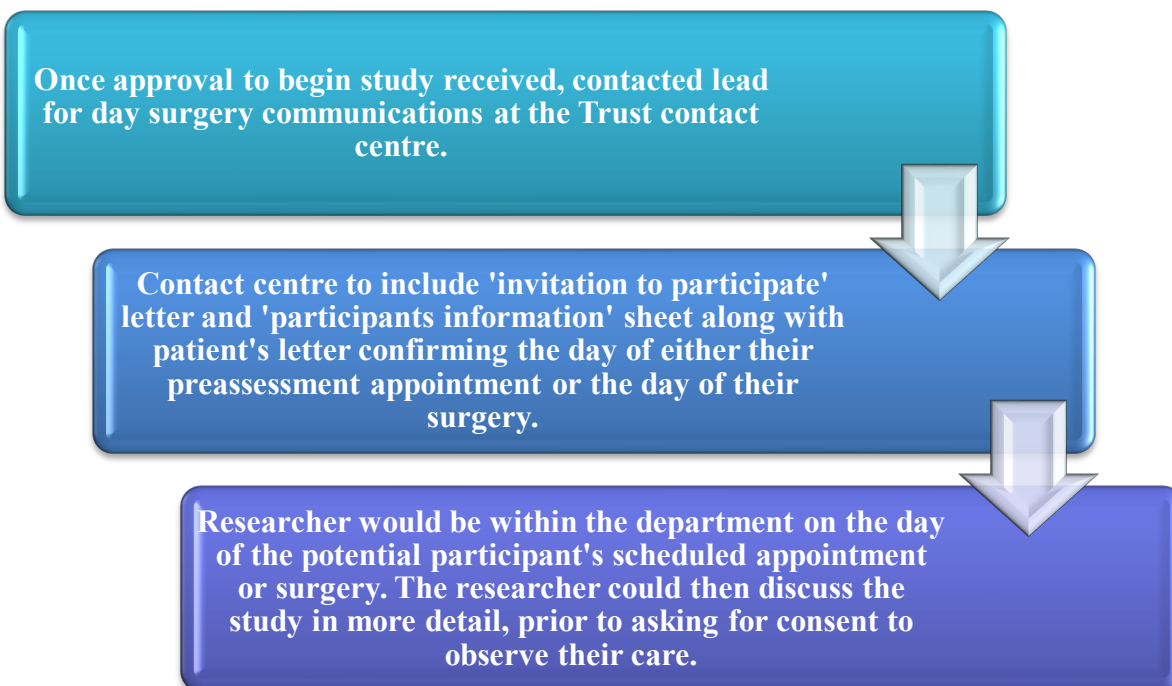 Once approval to begin study received, contacted lead
for day surgery communications at the Trust contact
centre.
Contact centre to include 'invitation to participate'
letter and 'participants information' sheet along with
patient's letter confirming the day of either their
preassessment appointment or the day of their
surgery.
Researcher would be within the department on the day
of the potential participant's scheduled appointment
or surgery. The researcher could then discuss the
study in more detail, prior to asking for consent to
observe their care.